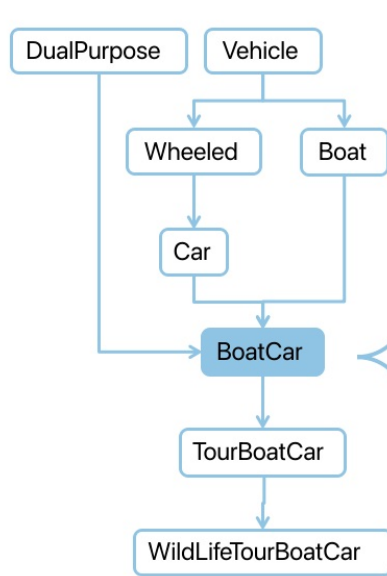 DualPurpose Vehicle
Wheeled Boat
Car
BoatCar
TourBoatCar
WildLifeTourBoatCar